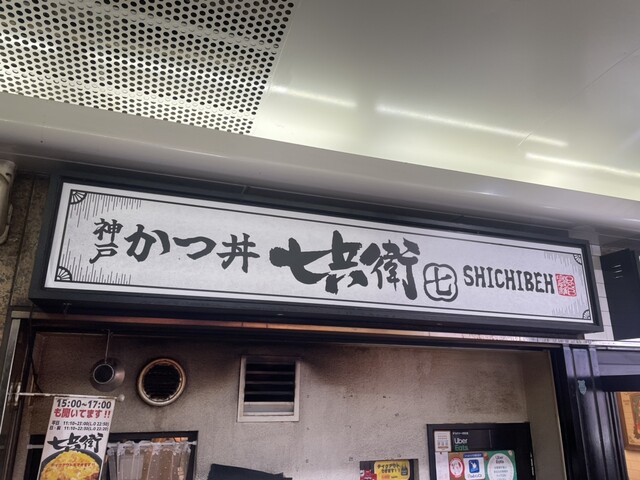 神戸 かつ丼 七兵衛 七 SHICHIBEH
15:00~17:00
も開いてます!!
七兵衛
Uber
Eats